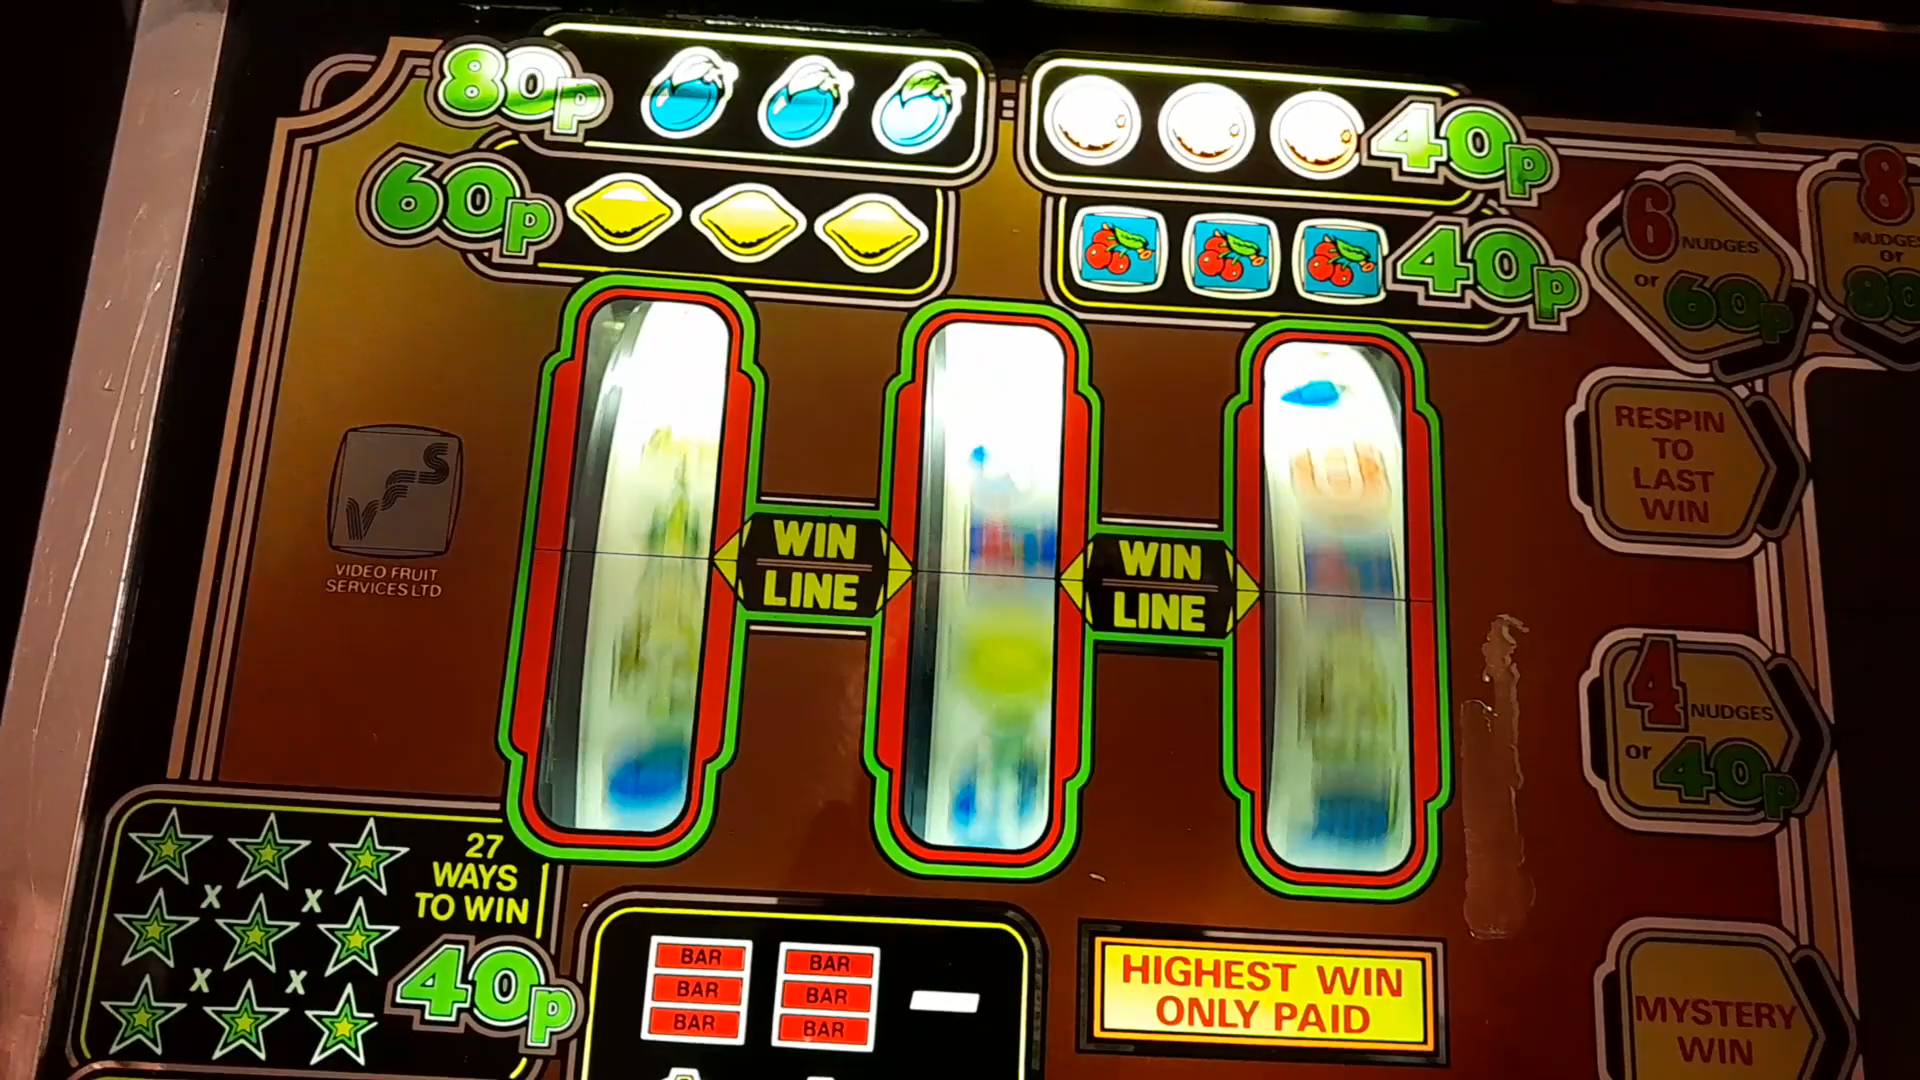 80p
40p
60p
40p
6 NUDGES
or
60p
8
NUDGES
or
80
RESPIN
TO
LAST
WIN
VFS
VIDEO FRUIT
SERVICES LTD
WIN
LINE
WIN
LINE
4 NUDGES
or
40p
27
WAYS
TO WIN
x x
x x
40p
BAR
BAR
BAR
BAR
BAR
BAR
HIGHEST WIN
ONLY PAID
MYSTERY
WIN